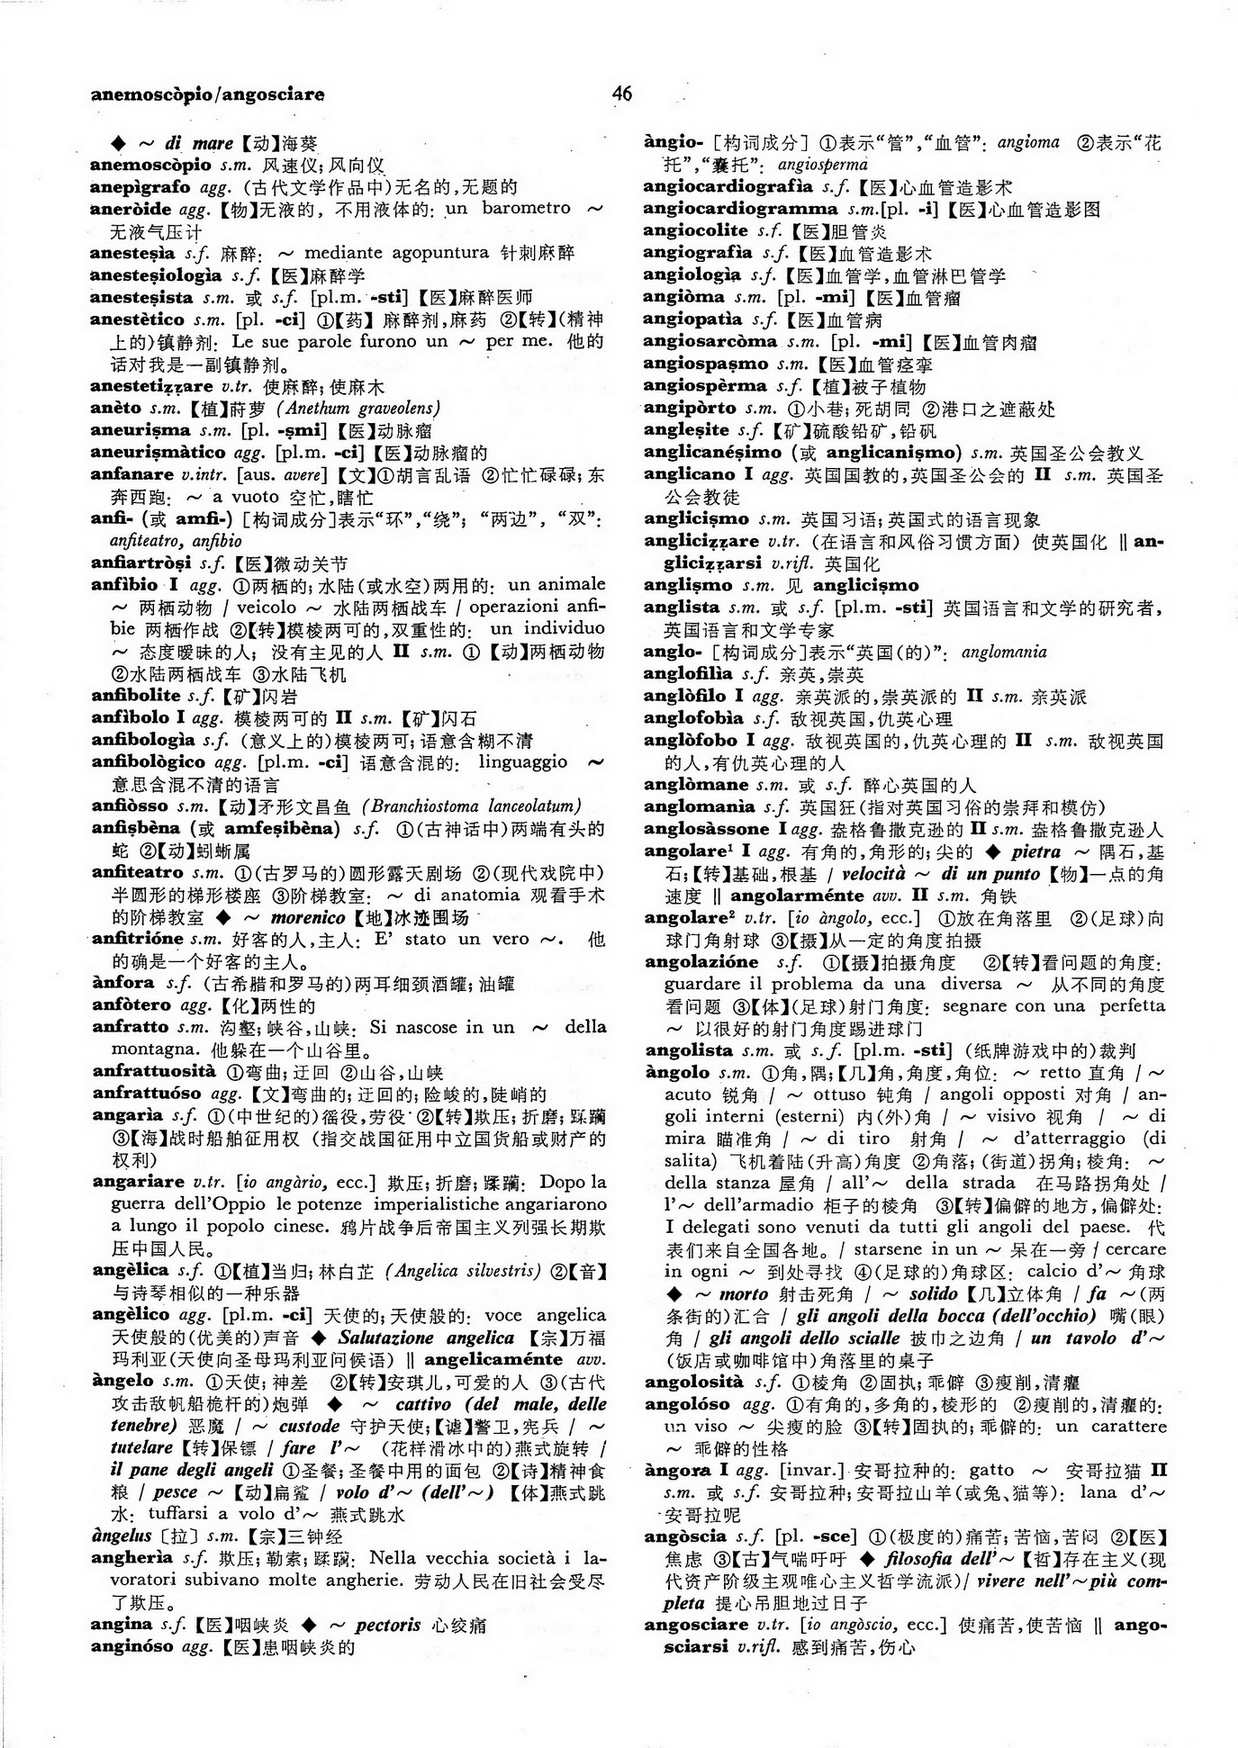 anemoscòpio/angosciare
46
◆ ～ di mare【动】海葵
anemoscòpio s.m. 风速仪;风向仪
anepìgrafo agg. (古代文学作品中)无名的,无题的
aneròide agg.【物】无液的, 不用液体的: un barometro ～
无液气压计
anesteṣìa s.f. 麻醉: ～ mediante agopuntura 针刺麻醉
anesteṣiologìa s.f.【医】麻醉学
anesteṣista s.m. 或 s.f. [pl.m. -sti]【医】麻醉医师
anestètico s.m. [pl. -ci] ①【药】麻醉剂,麻药 ②【转】(精神
上的)镇静剂: Le sue parole furono un ～ per me. 他的
话对我是一副镇静剂。
anestetiẓẓare v.tr. 使麻醉;使麻木
anèto s.m.【植】莳萝 (Anethum graveolens)
aneuriṣma s.m. [pl. -ṣmi]【医】动脉瘤
aneuriṣmàtico agg. [pl.m. -ci]【医】动脉瘤的
anfanare v.intr. [aus. avere]【文】①胡言乱语 ②忙忙碌碌;东
奔西跑: ～ a vuoto 空忙,瞎忙
anfi- (或 amfi-) [构词成分]表示“环”,“绕”; “两边”, “双”:
anfiteatro, anfibio
anfiartròṣi s.f.【医】微动关节
anfìbio I agg. ①两栖的;水陆(或水空)两用的: un animale
～ 两栖动物 / veicolo ～ 水陆两栖战车 / operazioni anfi-
bie 两栖作战 ②【转】模棱两可的,双重性的: un individuo
～ 态度暧昧的人; 没有主见的人 II s.m. ①【动】两栖动物
②水陆两栖战车 ③水陆飞机
anfibolite s.f.【矿】闪岩
anfìbolo I agg. 模棱两可的 II s.m.【矿】闪石
anfibologìa s.f. (意义上的)模棱两可;语意含糊不清
anfibològico agg. [pl.m. -ci] 语意含混的: linguaggio ～
意思含混不清的语言
anfiòsso s.m.【动】矛形文昌鱼 (Branchiostoma lanceolatum)
anfiṣbèna (或 amfeṣibèna) s.f. ①(古神话中)两端有头的
蛇 ②【动】蚓蜥属
anfiteatro s.m. ①(古罗马的)圆形露天剧场 ②(现代戏院中)
半圆形的梯形楼座 ③阶梯教室: ～ di anatomia 观看手术
的阶梯教室 ◆ ～ morenico【地】冰迹围场
anfitrióne s.m. 好客的人,主人: E' stato un vero ～. 他
的确是一个好客的主人。
ànfora s.f. (古希腊和罗马的)两耳细颈酒罐;油罐
anfòtero agg.【化】两性的
anfratto s.m. 沟壑;峡谷,山峡: Si nascose in un ～ della
montagna. 他躲在一个山谷里。
anfrattuosità ①弯曲;迂回 ②山谷,山峡
anfrattuóso agg.【文】弯曲的;迂回的;险峻的,陡峭的
angarìa s.f. ①(中世纪的)徭役,劳役 ②【转】欺压;折磨;蹂躏
③【海】战时船舶征用权 (指交战国征用中立国货船或财产的
权利)
angariare v.tr. [io angàrio, ecc.] 欺压;折磨;蹂躏: Dopo la
guerra dell'Oppio le potenze imperialistiche angariarono
a lungo il popolo cinese. 鸦片战争后帝国主义列强长期欺
压中国人民。
angèlica s.f. ①【植】当归;林白芷 (Angelica silvestris) ②【音】
与诗琴相似的一种乐器
angèlico agg. [pl.m. -ci] 天使的;天使般的: voce angelica
天使般的(优美的)声音 ◆ Salutazione angelica 【宗】万福
玛利亚(天使向圣母玛利亚问候语) ‖ angelicaménte avv.
àngelo s.m. ①天使;神差 ②【转】安琪儿,可爱的人 ③(古代
攻击敌帆船桅杆的)炮弹 ◆ ～ cattivo (del male, delle
tenebre) 恶魔 / ～ custode 守护天使;【谑】警卫,宪兵 / ～
tutelare【转】保镖 / fare l'～ (花样滑冰中的)燕式旋转 /
il pane degli angeli ①圣餐;圣餐中用的面包 ②【诗】精神食
粮 / pesce ～【动】扁鲨 / volo d'～ (dell'～)【体】燕式跳
水: tuffarsi a volo d'～ 燕式跳水
àngelus [拉] s.m.【宗】三钟经
angherìa s.f. 欺压;勒索;蹂躏: Nella vecchia società i la-
voratori subivano molte angherie. 劳动人民在旧社会受尽
了欺压。
angina s.f.【医】咽峡炎 ◆ ～ pectoris 心绞痛
anginóso agg.【医】患咽峡炎的
àngio- [构词成分] ①表示“管”,“血管”: angioma ②表示“花
托”,“囊托”: angiosperma
angiocardiografìa s.f.【医】心血管造影术
angiocardiogramma s.m.[pl. -i]【医】心血管造影图
angiocolite s.f.【医】胆管炎
angiografìa s.f.【医】血管造影术
angiologìa s.f.【医】血管学,血管淋巴管学
angiòma s.m. [pl. -mi]【医】血管瘤
angiopatìa s.f.【医】血管病
angiosarcòma s.m. [pl. -mi]【医】血管肉瘤
angiospaṣmo s.m.【医】血管痉挛
angiospèrma s.f.【植】被子植物
angipòrto s.m. ①小巷;死胡同 ②港口之遮蔽处
angleṣite s.f.【矿】硫酸铅矿,铅矾
anglicanéṣimo (或 anglicaniṣmo) s.m. 英国圣公会教义
anglicano I agg. 英国国教的,英国圣公会的 II s.m. 英国圣
公会教徒
angliciṣmo s.m. 英国习语;英国式的语言现象
angliciẓẓare v.tr. (在语言和风俗习惯方面) 使英国化 ‖ an-
gliciẓẓarsi v.rifl. 英国化
angliṣmo s.m. 见 angliciṣmo
anglista s.m. 或 s.f. [pl.m. -sti] 英国语言和文学的研究者,
英国语言和文学专家
anglo- [构词成分]表示“英国(的)”: anglomania
anglofilìa s.f. 亲英,崇英
anglòfilo I agg. 亲英派的,崇英派的 II s.m. 亲英派
anglofobìa s.f. 敌视英国,仇英心理
anglòfobo I agg. 敌视英国的,仇英心理的 II s.m. 敌视英国
的人,有仇英心理的人
anglòmane s.m. 或 s.f. 醉心英国的人
anglomanìa s.f. 英国狂(指对英国习俗的崇拜和模仿)
anglosàssone I agg. 盎格鲁撒克逊的 II s.m. 盎格鲁撒克逊人
angolare¹ I agg. 有角的,角形的;尖的 ◆ pietra ～ 隅石,基
石;【转】基础,根基 / velocità ～ di un punto【物】一点的角
速度 ‖ angolarménte avv. II s.m. 角铁
angolare² v.tr. [io àngolo, ecc.] ①放在角落里 ②(足球)向
球门角射球 ③【摄】从一定的角度拍摄
angolazióne s.f. ①【摄】拍摄角度 ②【转】看问题的角度:
guardare il problema da una diversa ～ 从不同的角度
看问题 ③【体】(足球)射门角度: segnare con una perfetta
～ 以很好的射门角度踢进球门
angolista s.m. 或 s.f. [pl.m. -sti] (纸牌游戏中的)裁判
àngolo s.m. ①角,隅;【几】角,角度,角位: ～ retto 直角 / ～
acuto 锐角 / ～ ottuso 钝角 / angoli opposti 对角 / an-
goli interni (esterni) 内(外)角 / ～ visivo 视角 / ～ di
mira 瞄准角 / ～ di tiro 射角 / ～ d'atterraggio (di
salita) 飞机着陆(升高)角度 ②角落;(街道)拐角;棱角: ～
della stanza 屋角 / all'～ della strada 在马路拐角处 /
l'～ dell'armadio 柜子的棱角 ③【转】偏僻的地方,偏僻处:
I delegati sono venuti da tutti gli angoli del paese. 代
表们来自全国各地。/ starsene in un ～ 呆在一旁 / cercare
in ogni ～ 到处寻找 ④(足球的)角球区: calcio d'～ 角球
◆ ～ morto 射击死角 / ～ solido【几】立体角 / fa ～(两
条街的)汇合 / gli angoli della bocca (dell'occhio) 嘴(眼)
角 / gli angoli dello scialle 披巾之边角 / un tavolo d'～
(饭店或咖啡馆中)角落里的桌子
angolosità s.f. ①棱角 ②固执;乖僻 ③瘦削,清癯
angolóso agg. ①有角的,多角的,棱形的 ②瘦削的,清癯的:
un viso ～ 尖瘦的脸 ③【转】固执的;乖僻的: un carattere
～ 乖僻的性格
àngora I agg. [invar.] 安哥拉种的: gatto ～ 安哥拉猫 II
s.m. 或 s.f. 安哥拉种;安哥拉山羊(或兔、猫等): lana d'～
安哥拉呢
angòscia s.f. [pl. -sce] ①(极度的)痛苦;苦恼,苦闷 ②【医】
焦虑 ③【古】气喘吁吁 ◆ filosofia dell'～【哲】存在主义(现
代资产阶级主观唯心主义哲学流派)/ vivere nell'～più com-
pleta 提心吊胆地过日子
angosciare v.tr. [io angòscio, ecc.] 使痛苦,使苦恼 ‖ ango-
sciarsi v.rifl. 感到痛苦,伤心